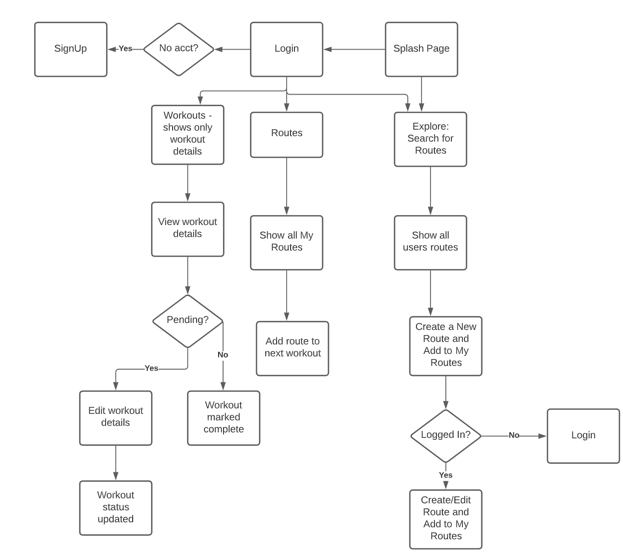 SignUp
Yes
No acct?
Login
Splash Page
Workouts -
shows only
workout
details
Routes
Explore:
Search for
Routes
View workout
details
Show all My
Routes
Show all
users routes
Pending?
Add route to
next workout
Create a New
Route and
Add to My
Routes
No
Yes
Edit workout
details
Workout
marked
complete
Logged In?
No
Login
Yes
Workout
status
updated
Create/Edit
Route and
Add to My
Routes